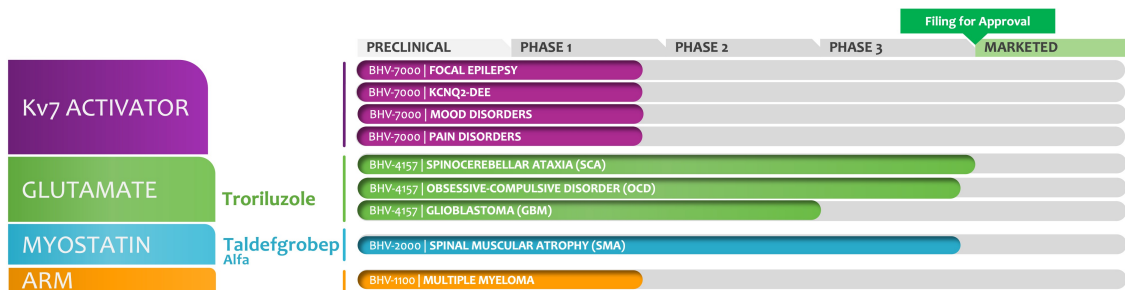 Filing for Approval
PRECLINICAL PHASE 1 PHASE 2 PHASE 3 MARKETED
Kv7 ACTIVATOR
BHV-7000 | FOCAL EPILEPSY
BHV-7000 | KCNQ2-DEE
BHV-7000 | MOOD DISORDERS
BHV-7000 | PAIN DISORDERS
GLUTAMATE
Troriluzole
BHV-4157 | SPINOCEREBELLAR ATAXIA (SCA)
BHV-4157 | OBSESSIVE-COMPULSIVE DISORDER (OCD)
BHV-4157 | GLIOBLASTOMA (GBM)
MYOSTATIN
Taldefgrobep
Alfa
BHV-2000 | SPINAL MUSCULAR ATROPHY (SMA)
ARM
BHV-1100 | MULTIPLE MYELOMA